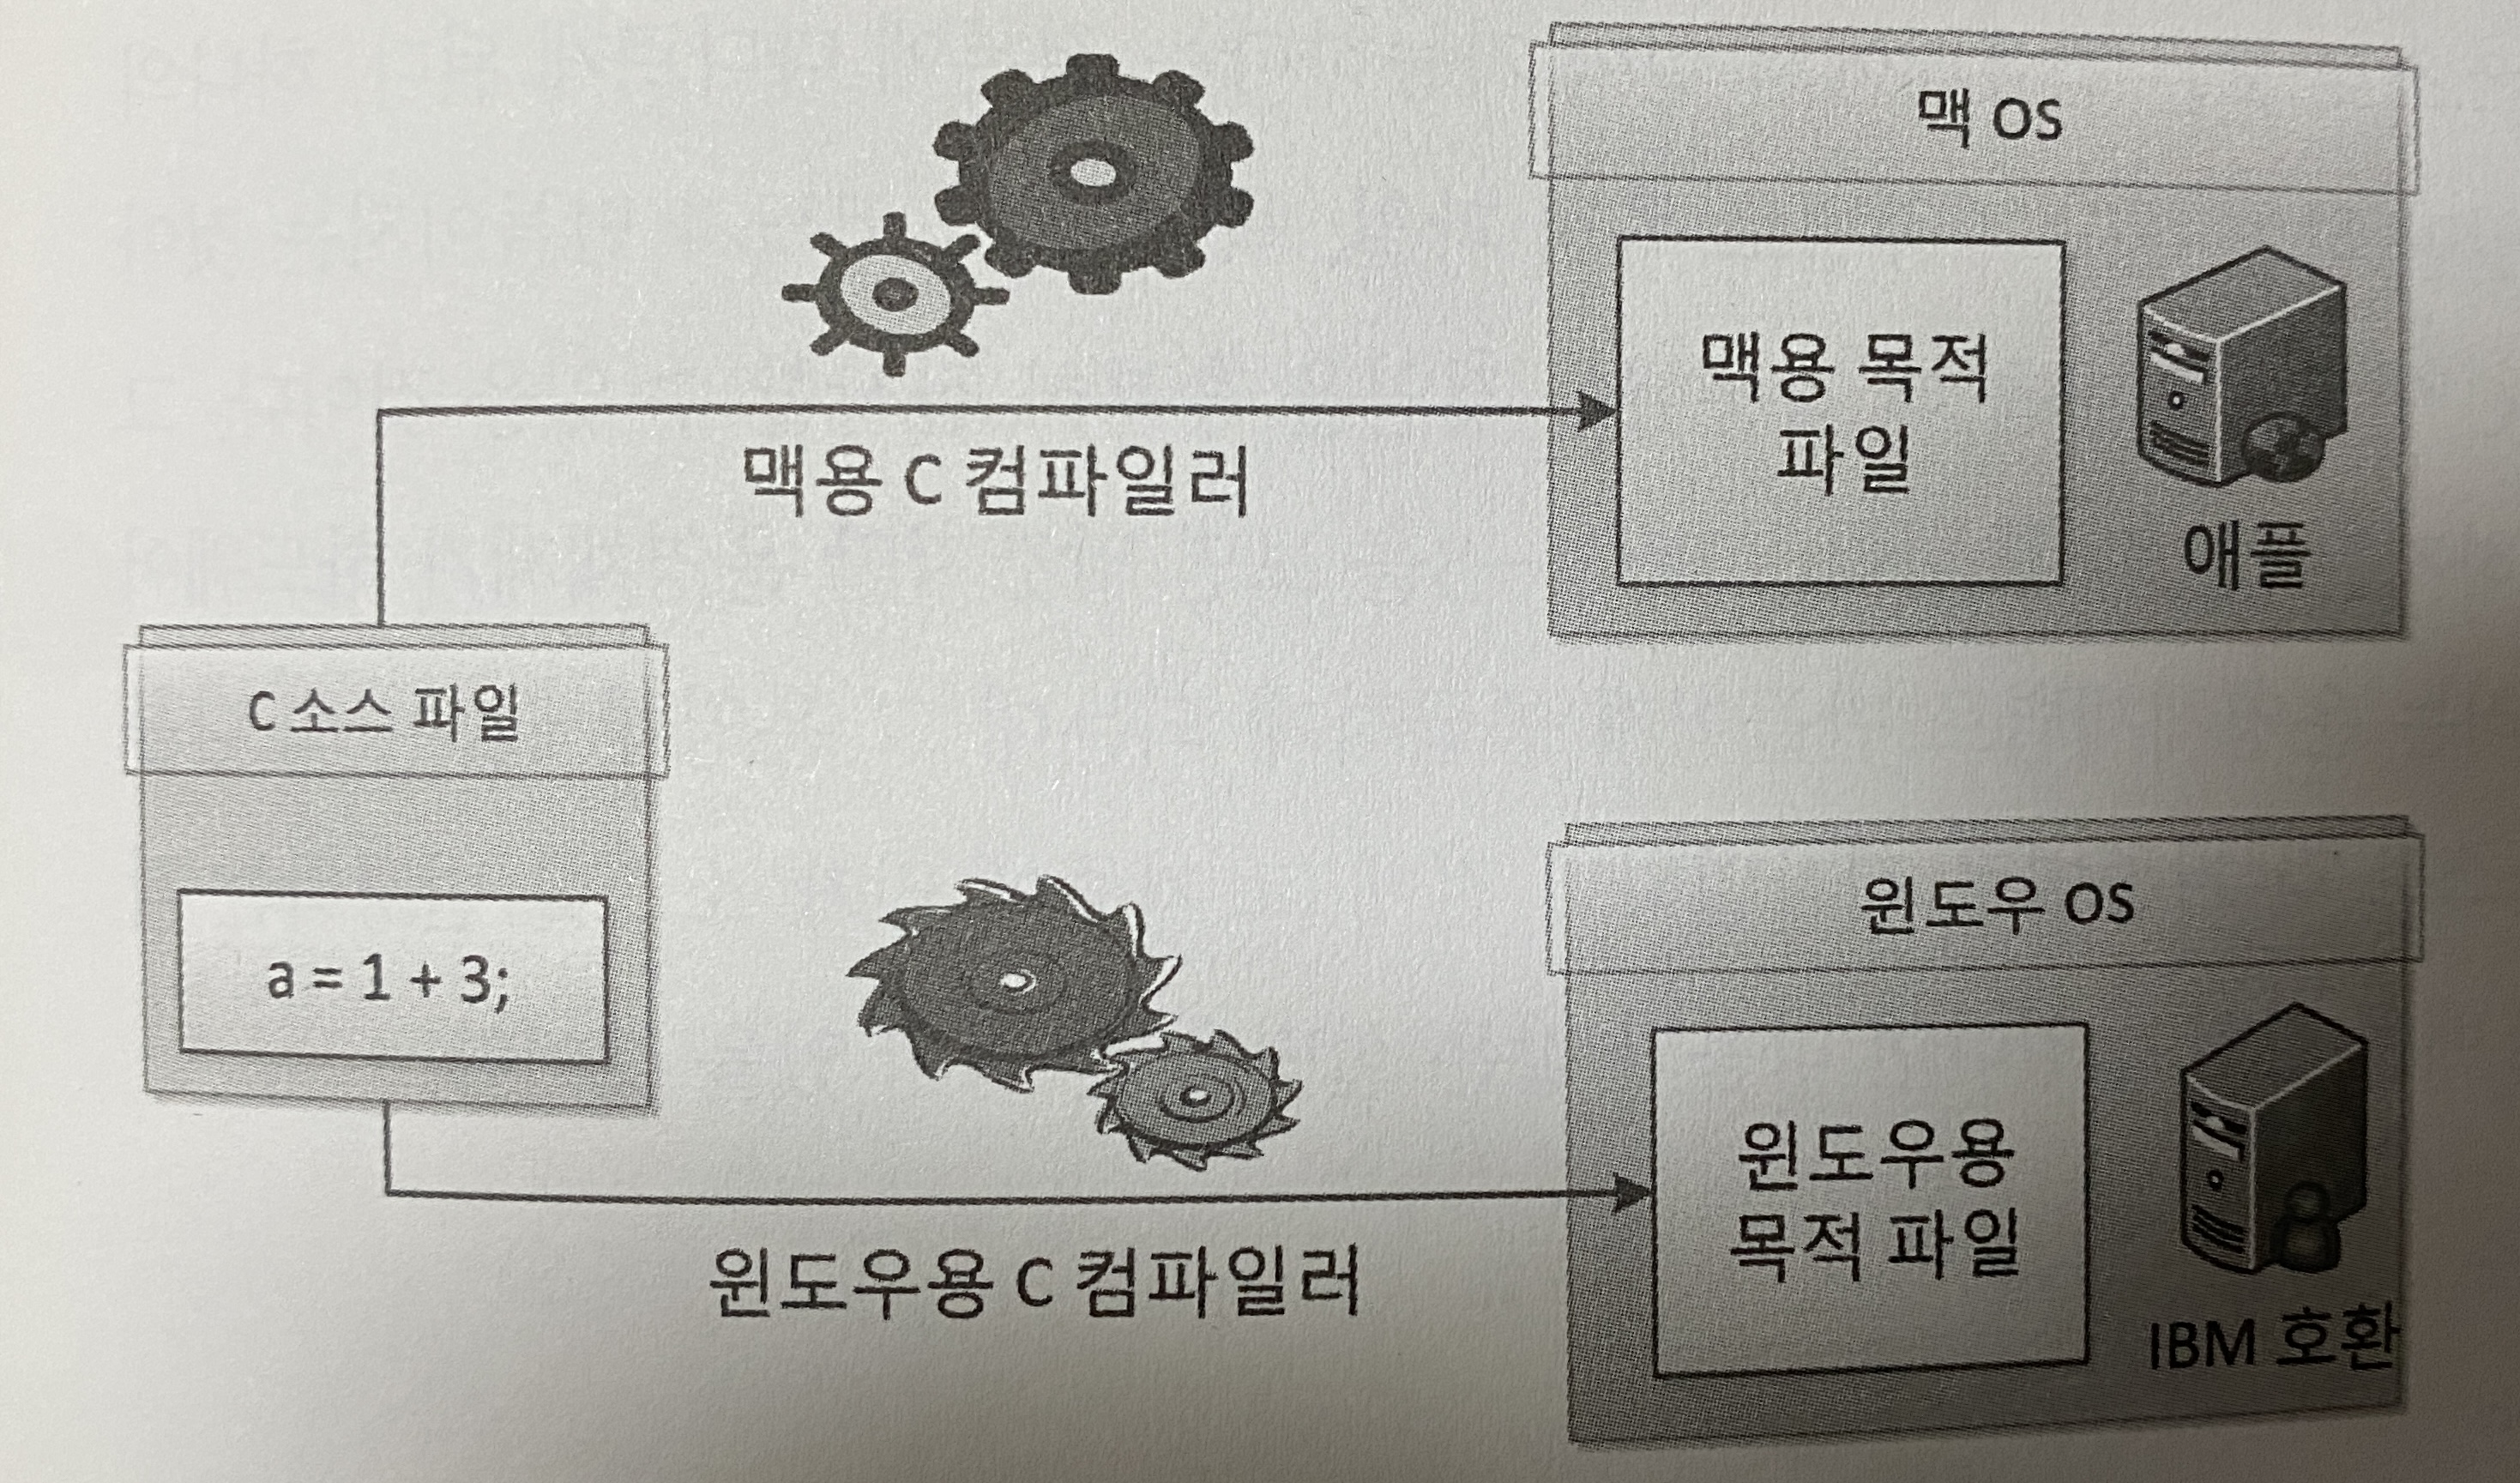 맥 OS
맥용 목적
파일
애플
맥용 C 컴파일러
C 소스 파일
a = 1 + 3;
윈도우 OS
윈도우용
목적 파일
IBM 호환
윈도우용 C 컴파일러